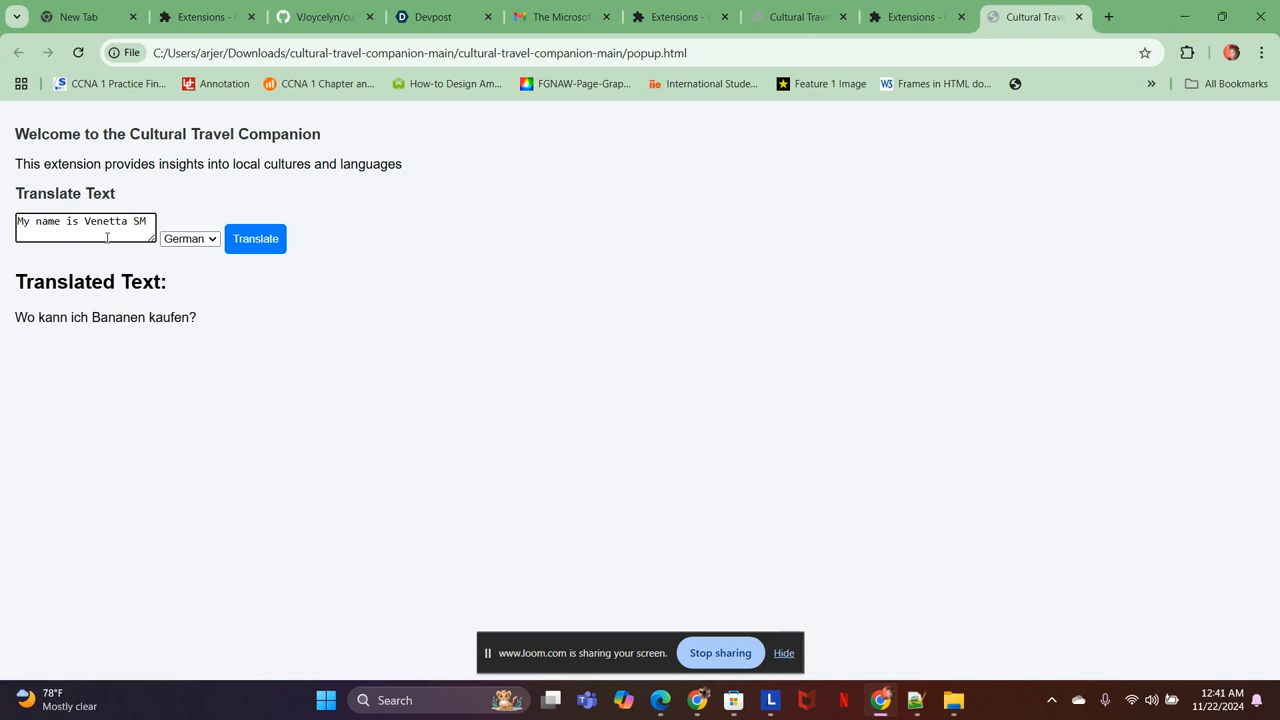 New Tab
Extensions - C
VJoycelyn/cu
Devpost
The Microsof
Extensions - C
Cultural Trave
Extensions -
Cultural Trav
File
C:/Users/arjer/Downloads/cultural-travel-companion-main/cultural-travel-companion-main/popup.html
CCNA 1 Practice Fin...
Annotation
CCNA 1 Chapter an...
How-to Design Am...
FGNAW-Page-Grap...
International Stude...
Feature 1 Image
Frames in HTML do...
All Bookmarks
Welcome to the Cultural Travel Companion
This extension provides insights into local cultures and languages
Translate Text
My name is Venetta SM
German
Translate
Translated Text:
Wo kann ich Bananen kaufen?
www.loom.com is sharing your screen.
Stop sharing
Hide
78°F
Mostly clear
Search
12:41 AM
11/22/2024